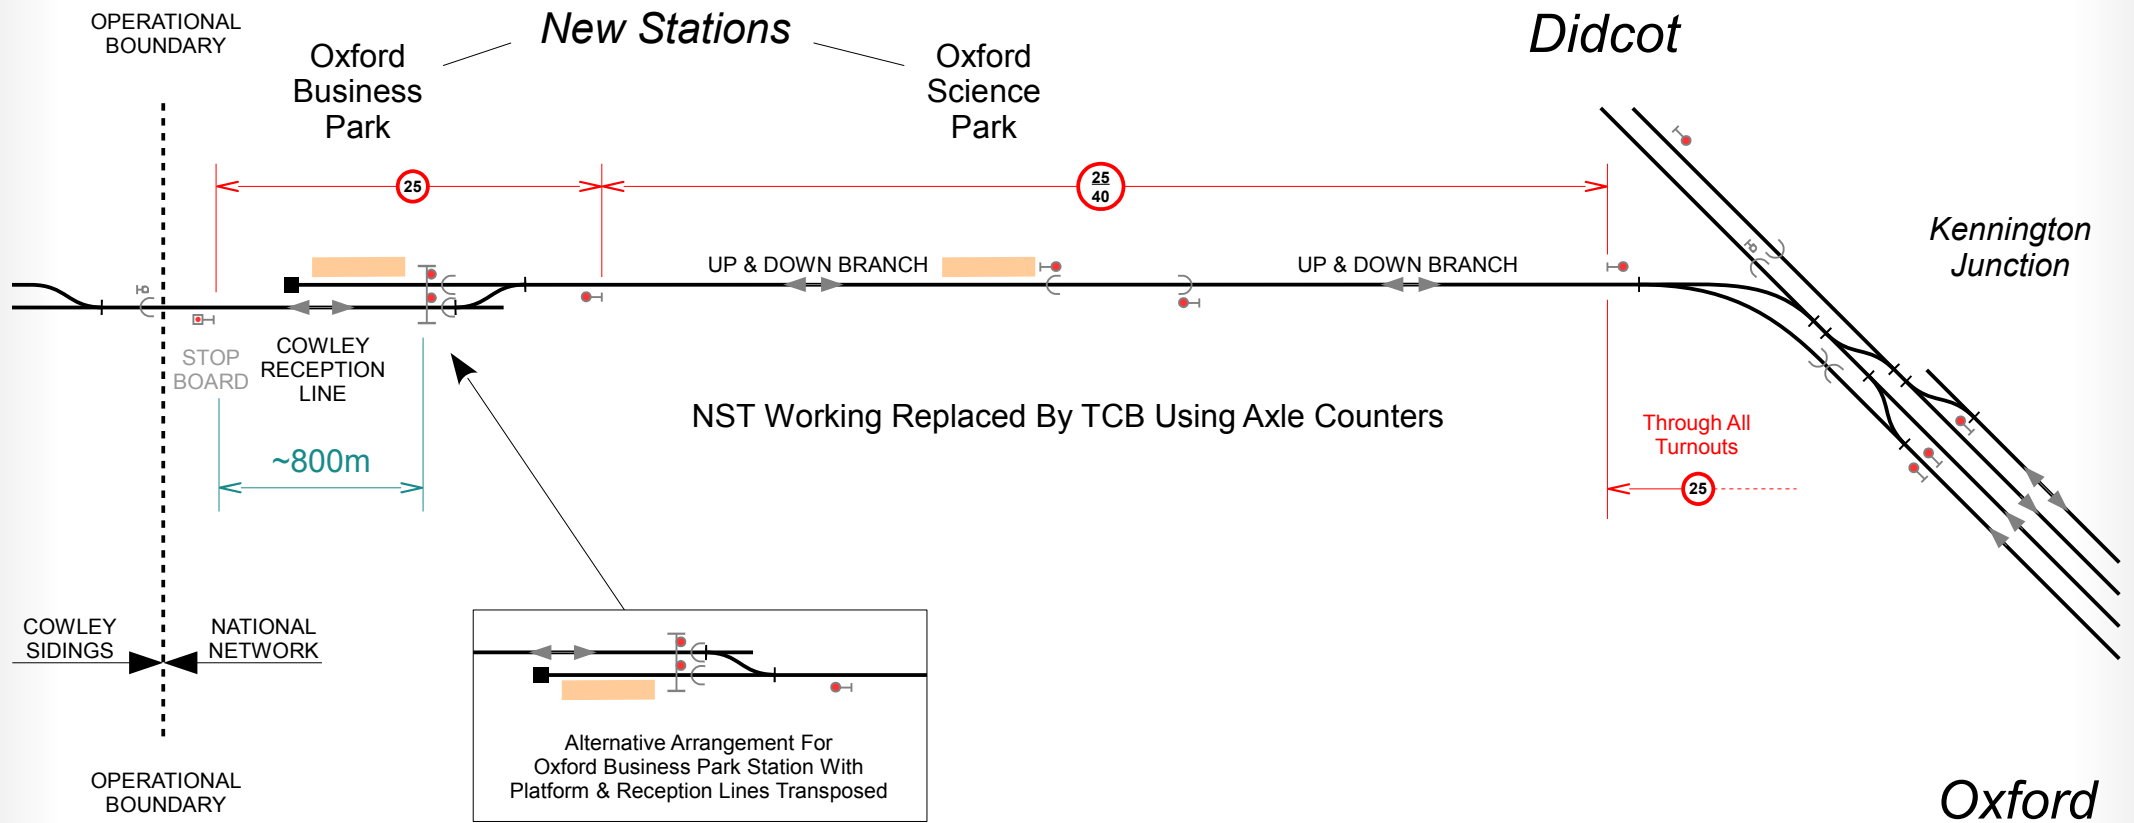 OPERATIONAL
BOUNDARY
New Stations
Didcot
Oxford
Business
Park
Oxford
Science
Park
25
25
40
Kennington
Junction
UP & DOWN BRANCH
UP & DOWN BRANCH
STOP
BOARD
COWLEY
RECEPTION
LINE
NST Working Replaced By TCB Using Axle Counters
Through All
Turnouts
~800m
25
COWLEY
SIDINGS
NATIONAL
NETWORK
Alternative Arrangement For
Oxford Business Park Station With
Platform & Reception Lines Transposed
OPERATIONAL
BOUNDARY
Oxford